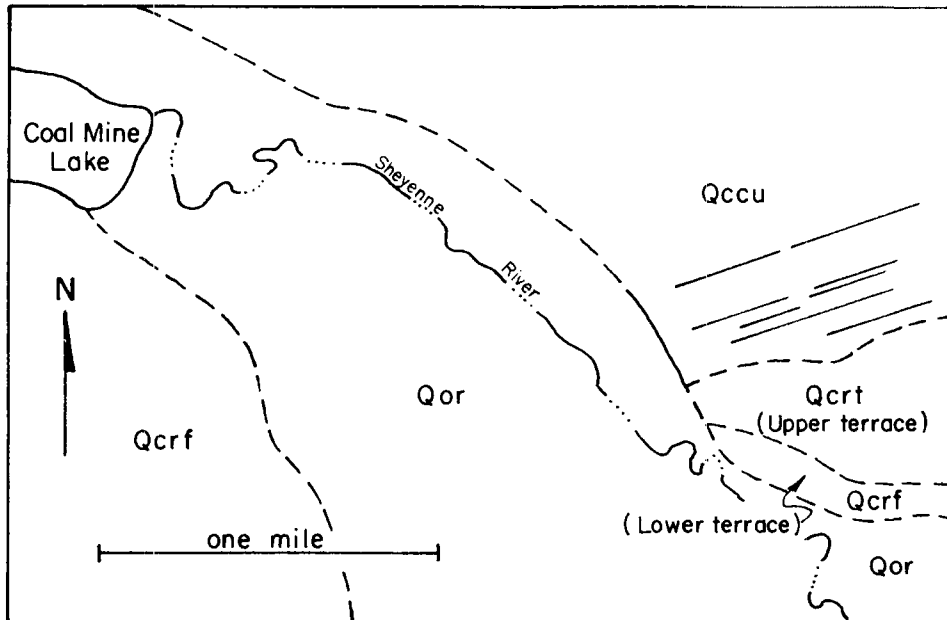 Coal Mine
Lake
Sheyenne
River
Qccu
N
Qor
Qcrt
(Upper terrace)
Qcrf
Qcrf
(Lower terrace)
one mile
Qor